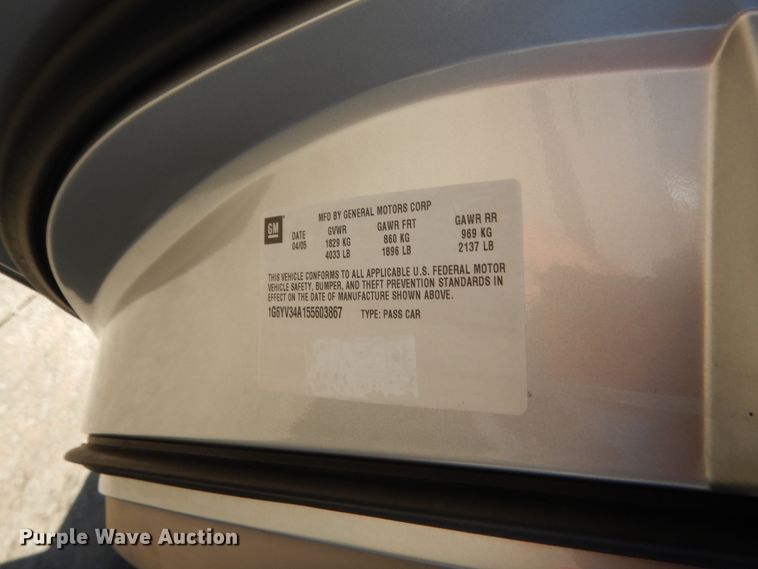 MFD BY GENERAL MOTORS CORP
GM DATE GVWR GAWR FRT GAWR RR
04/05 1829 KG 860 KG 969 KG
4033 LB 1896 LB 2137 LB
THIS VEHICLE CONFORMS TO ALL APPLICABLE U.S. FEDERAL MOTOR
VEHICLE SAFETY, BUMPER, AND THEFT PREVENTION STANDARDS IN
EFFECT ON THE DATE OF MANUFACTURE SHOWN ABOVE.
1G6YV34A155603867 TYPE: PASS CAR
Purple Wave Auction